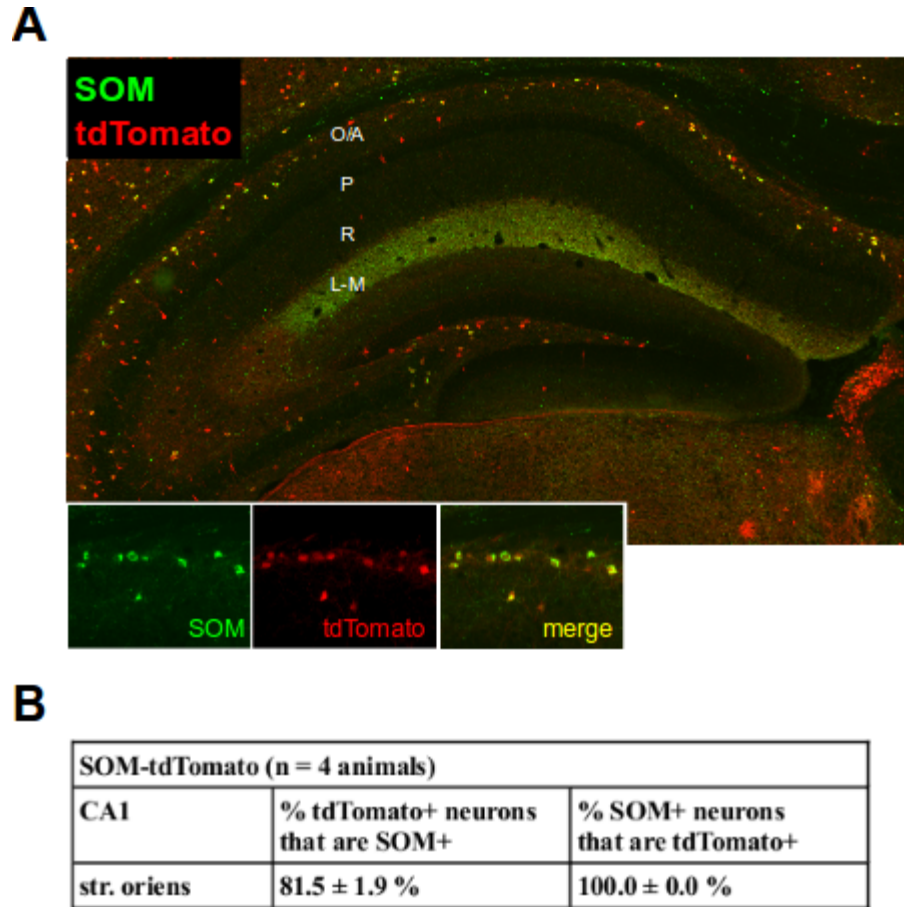 A
SOM
tdTomato
O/A
P
R
L-M
SOM
tdTomato
merge
B
SOM-tdTomato (n = 4 animals)
CA1
% tdTomato+ neurons
that are SOM+
% SOM+ neurons
that are tdTomato+
str. oriens
81.5 ± 1.9 %
100.0 ± 0.0 %